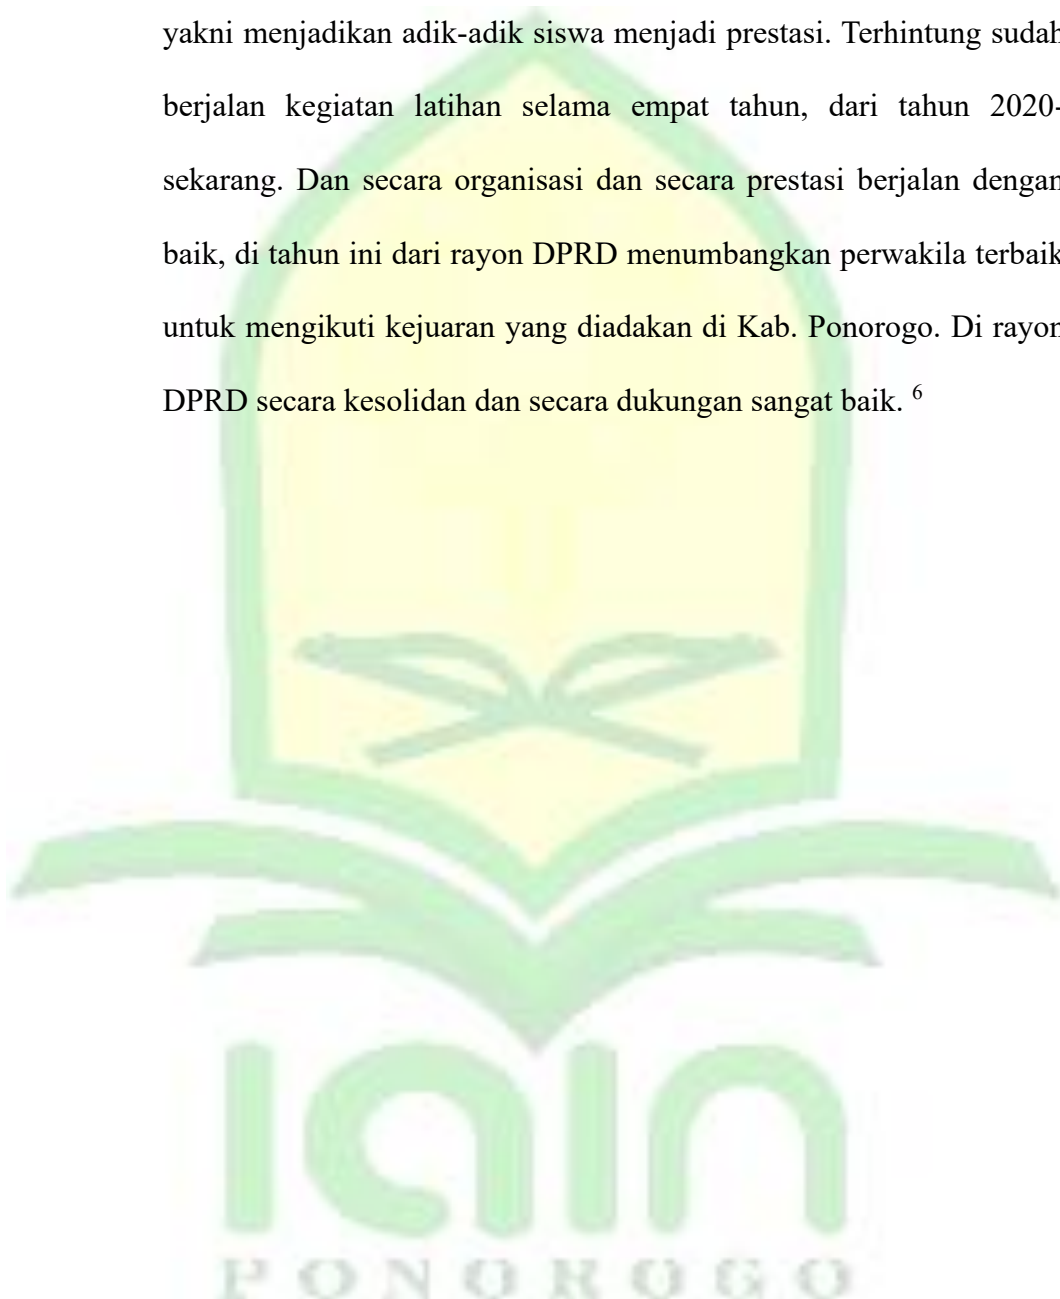 yakni menjadikan adik-adik siswa menjadi prestasi. Terhintung sudah
berjalan kegiatan latihan selama empat tahun, dari tahun 2020-
sekarang. Dan secara organisasi dan secara prestasi berjalan dengan
baik, di tahun ini dari rayon DPRD menumbangkan perwakila terbaik
untuk mengikuti kejuaran yang diadakan di Kab. Ponorogo. Di rayon
DPRD secara kesolidan dan secara dukungan sangat baik. 6
iain
PONOROGO